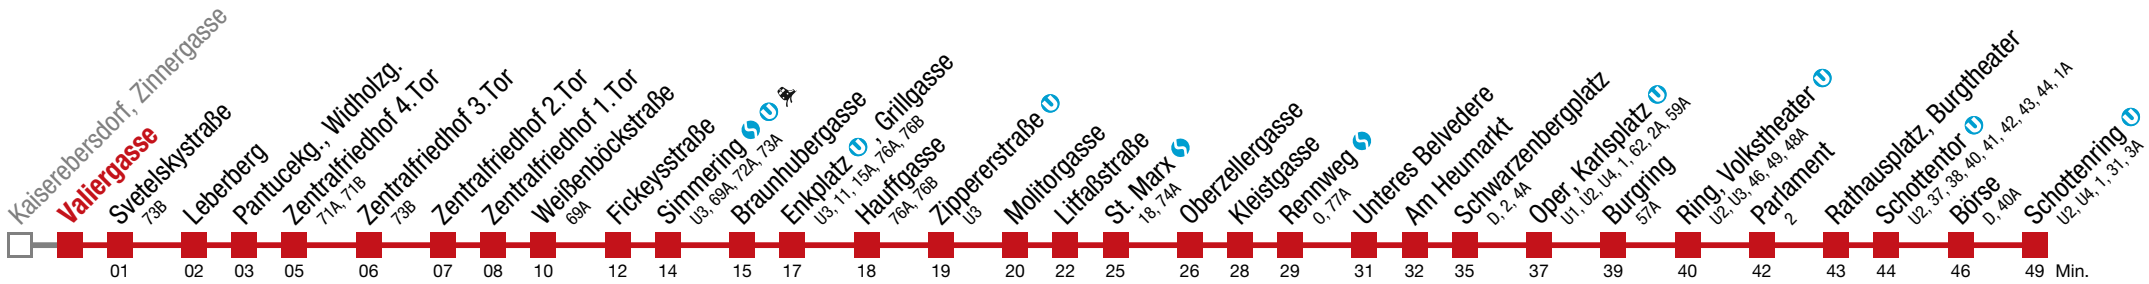 Kaiserebersdorf, Zinnergasse
Valiergasse
Svetelskystraße
73B
Leberberg
Pantucekg., Widholzg.
Zentralfriedhof 4.Tor
71A, 71B
Zentralfriedhof 3.Tor
73B
Zentralfriedhof 2.Tor
Zentralfriedhof 1.Tor
Weißenböckstraße
69A
Fickeysstraße
Simmering S U
U3, 69A, 72A, 73A
Braunhubergasse
Enkplatz U, Grillgasse
U3, 11, 15A, 76A, 76B
Hauffgasse
76A, 76B
Zippererstraße U
U3
Molitorgasse
Litfaßstraße
St. Marx S
18, 74A
Oberzellergasse
Kleistgasse
Rennweg S
O, 77A
Unteres Belvedere
Am Heumarkt
Schwarzenbergplatz
D, 2, 4A
Oper, Karlsplatz U
U1, U2, U4, 1, 62, 2A, 59A
Burgring
57A
Ring, Volkstheater U
U2, U3, 46, 49, 48A
Parlament
2
Rathausplatz, Burgtheater
Schottentor U
U2, 37, 38, 40, 41, 42, 43, 44, 1A
Börse
D, 40A
Schottenring U
U2, U4, 1, 31, 3A
01 02 03 05 06 07 08 10 12 14 15 17 18 19 20 22 25 26 28 29 31 32 35 37 39 40 42 43 44 46 49 Min.